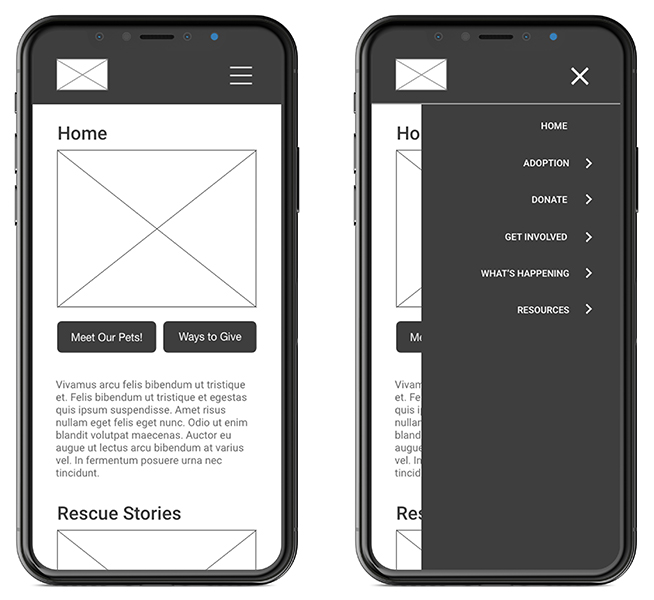 Home
Meet Our Pets!
Ways to Give
Vivamus arcu felis bibendum ut tristique
et. Felis bibendum ut tristique et egestas
quis ipsum suspendisse. Amet risus
nullam eget felis eget nunc. Odio ut enim
blandit volutpat maecenas. Auctor eu
augue ut lectus arcu bibendum at varius
vel. In fermentum posuere urna nec
tincidunt.
Rescue Stories
Ho
Me
Vivam
et. Fe
quis i
nullar
bland
augue
vel. In
tincid
Res
HOME
ADOPTION
DONATE
GET INVOLVED
WHAT'S HAPPENING
RESOURCES